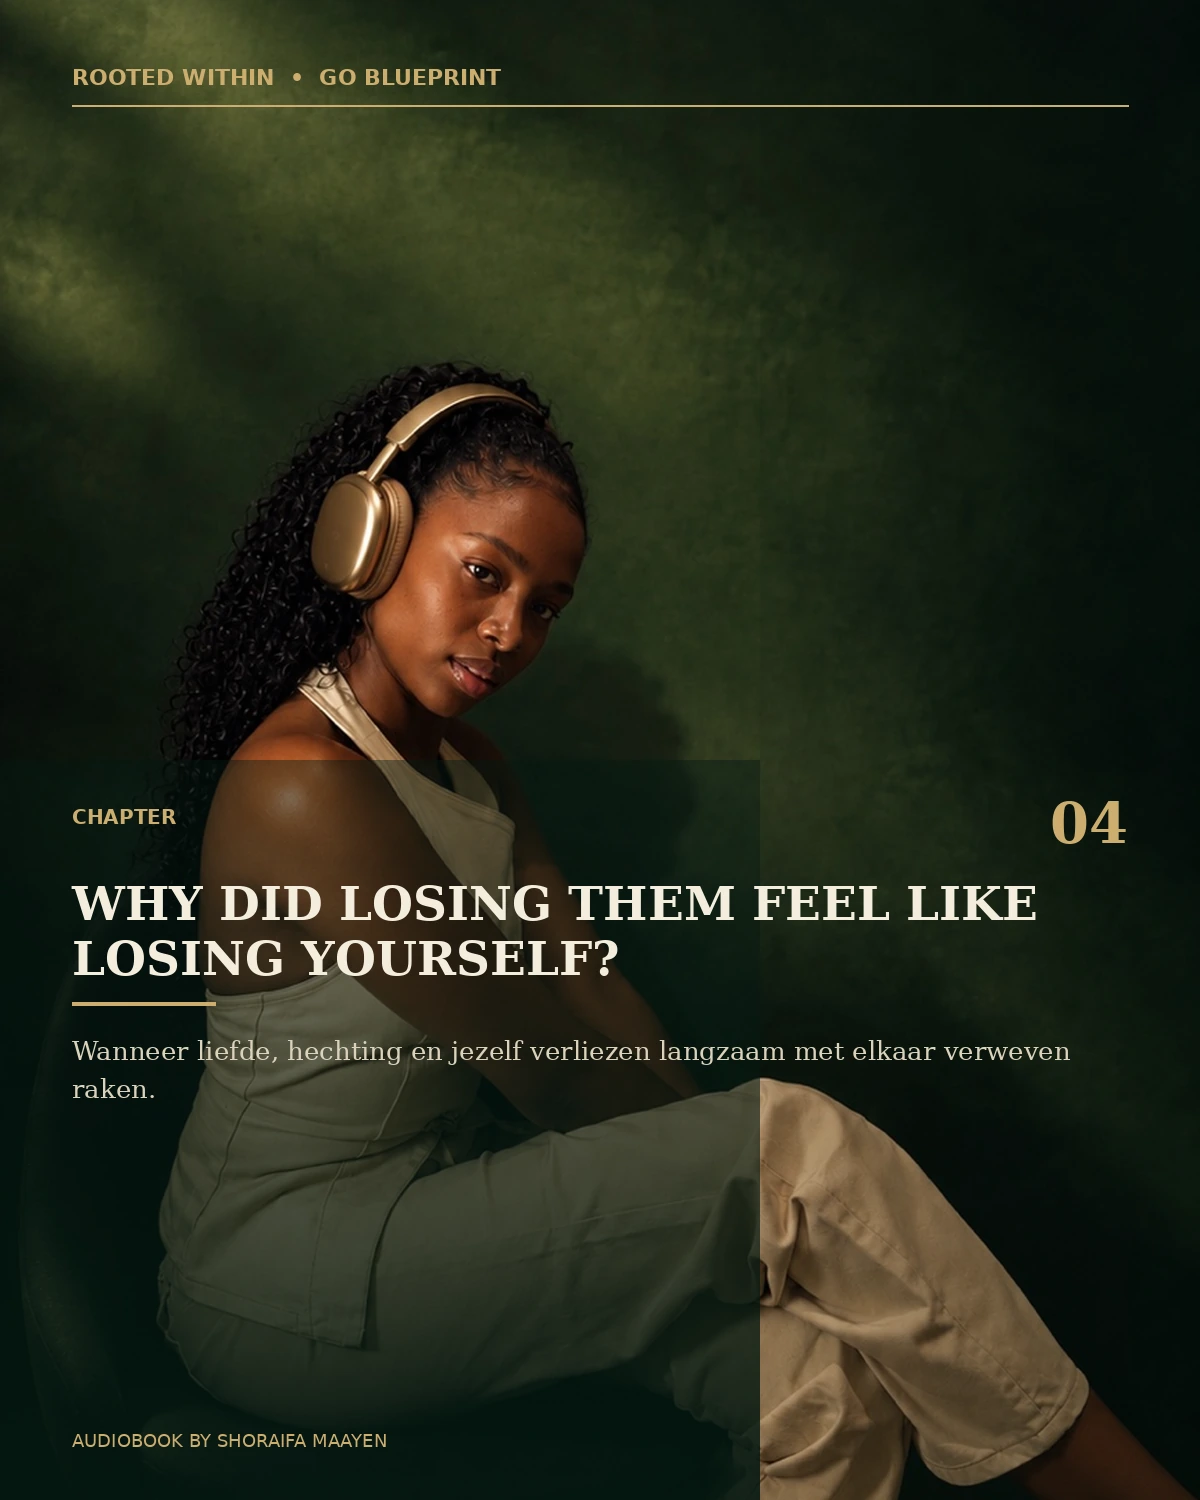 ROOTED WITHIN • GO BLUEPRINT
CHAPTER
04
WHY DID LOSING THEM FEEL LIKE
LOSING YOURSELF?
Wanneer liefde, hechting en jezelf verliezen langzaam met elkaar verweven
raken.
AUDIOBOOK BY SHORAIFA MAAYEN